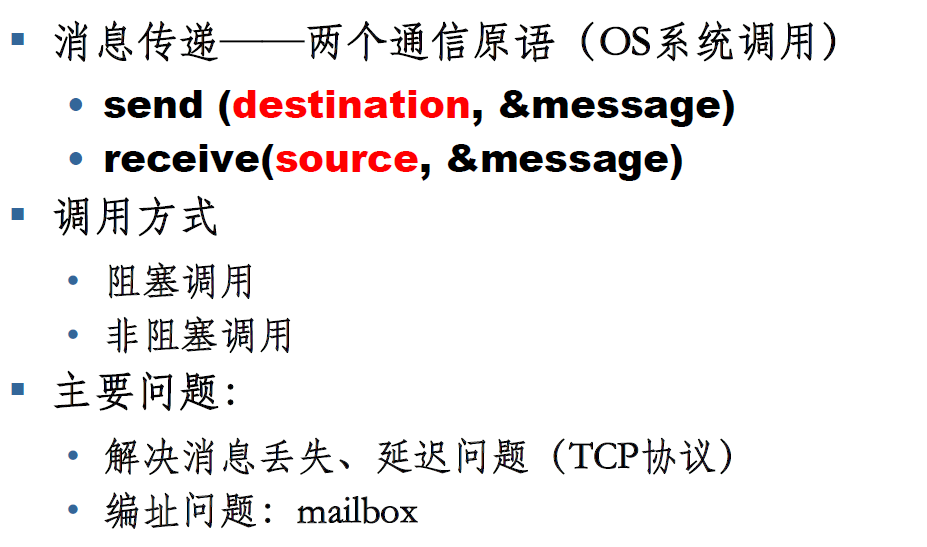 消息传递——两个通信原语（OS系统调用）
send (destination, &message)
receive(source, &message)
调用方式
阻塞调用
非阻塞调用
主要问题：
解决消息丢失、延迟问题（TCP协议）
编址问题：mailbox